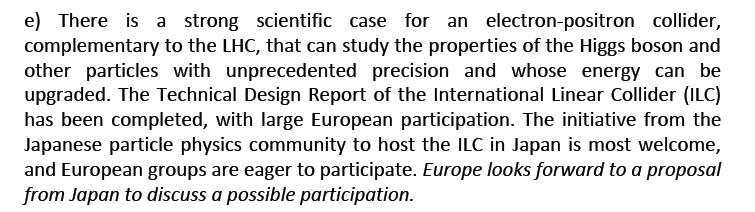 e) There is a strong scientific case for an electron-positron collider,
complementary to the LHC, that can study the properties of the Higgs boson and
other particles with unprecedented precision and whose energy can be
upgraded. The Technical Design Report of the International Linear Collider (ILC)
has been completed, with large European participation. The initiative from the
Japanese particle physics community to host the ILC in Japan is most welcome,
and European groups are eager to participate. Europe looks forward to a proposal
from Japan to discuss a possible participation.